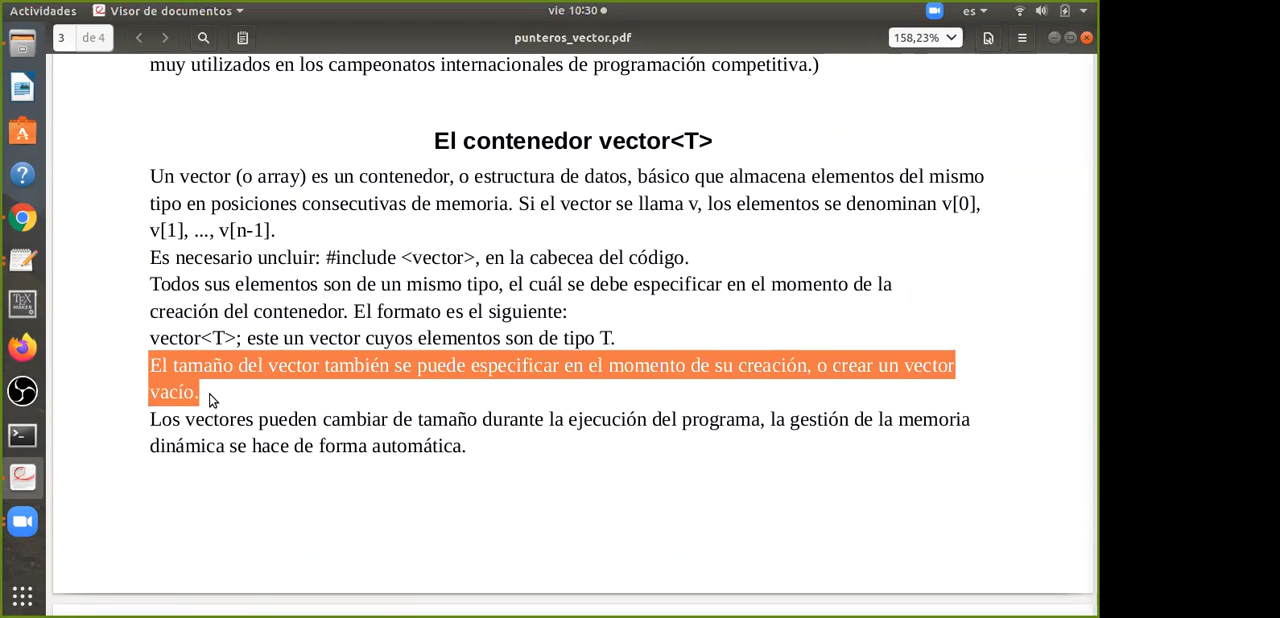 Actividades
Visor de documentos
vie 10:30
es
3
de 4
punteros_vector.pdf
158,23%
muy utilizados en los campeonatos internacionales de programación competitiva.)
El contenedor vector<T>
Un vector (o array) es un contenedor, o estructura de datos, básico que almacena elementos del mismo
tipo en posiciones consecutivas de memoria. Si el vector se llama v, los elementos se denominan v[0],
v[1], ..., v[n-1].
Es necesario uncluir: #include <vector>, en la cabecea del código.
Todos sus elementos son de un mismo tipo, el cuál se debe especificar en el momento de la
creación del contenedor. El formato es el siguiente:
vector<T>; este un vector cuyos elementos son de tipo T.
El tamaño del vector también se puede especificar en el momento de su creación, o crear un vector
vacío.
Los vectores pueden cambiar de tamaño durante la ejecución del programa, la gestión de la memoria
dinámica se hace de forma automática.